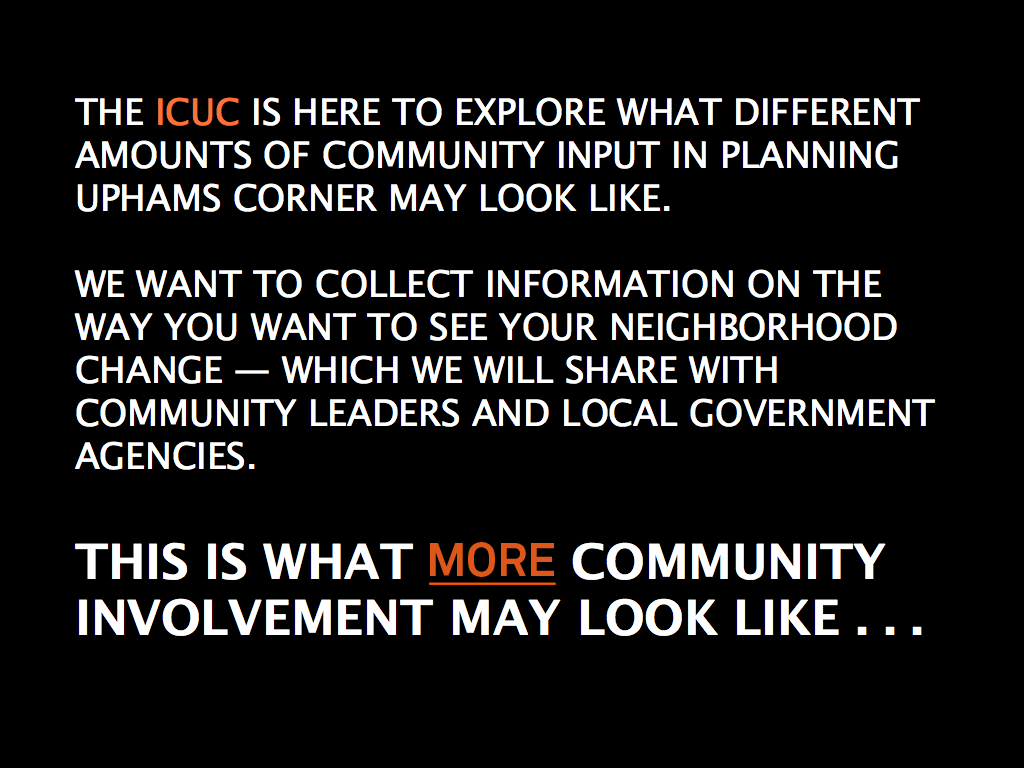 THE ICUC IS HERE TO EXPLORE WHAT DIFFERENT
AMOUNTS OF COMMUNITY INPUT IN PLANNING
UPHAMS CORNER MAY LOOK LIKE.
WE WANT TO COLLECT INFORMATION ON THE
WAY YOU WANT TO SEE YOUR NEIGHBORHOOD
CHANGE — WHICH WE WILL SHARE WITH
COMMUNITY LEADERS AND LOCAL GOVERNMENT
AGENCIES.
THIS IS WHAT MORE COMMUNITY
INVOLVEMENT MAY LOOK LIKE . . .